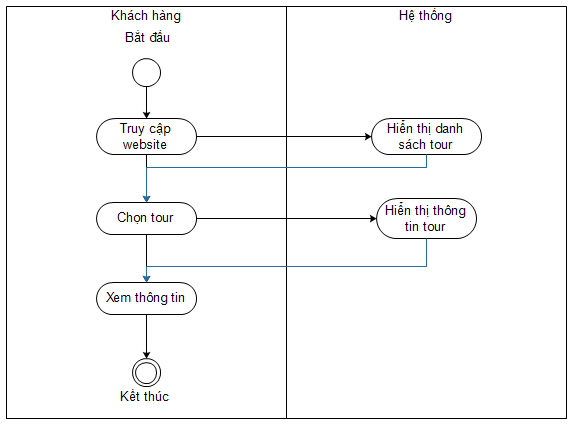 Khách hàng
Hệ thống
Bắt đầu
Truy cập
website
Hiển thị danh
sách tour
Chọn tour
Hiển thị thông
tin tour
Xem thông tin
Kết thúc